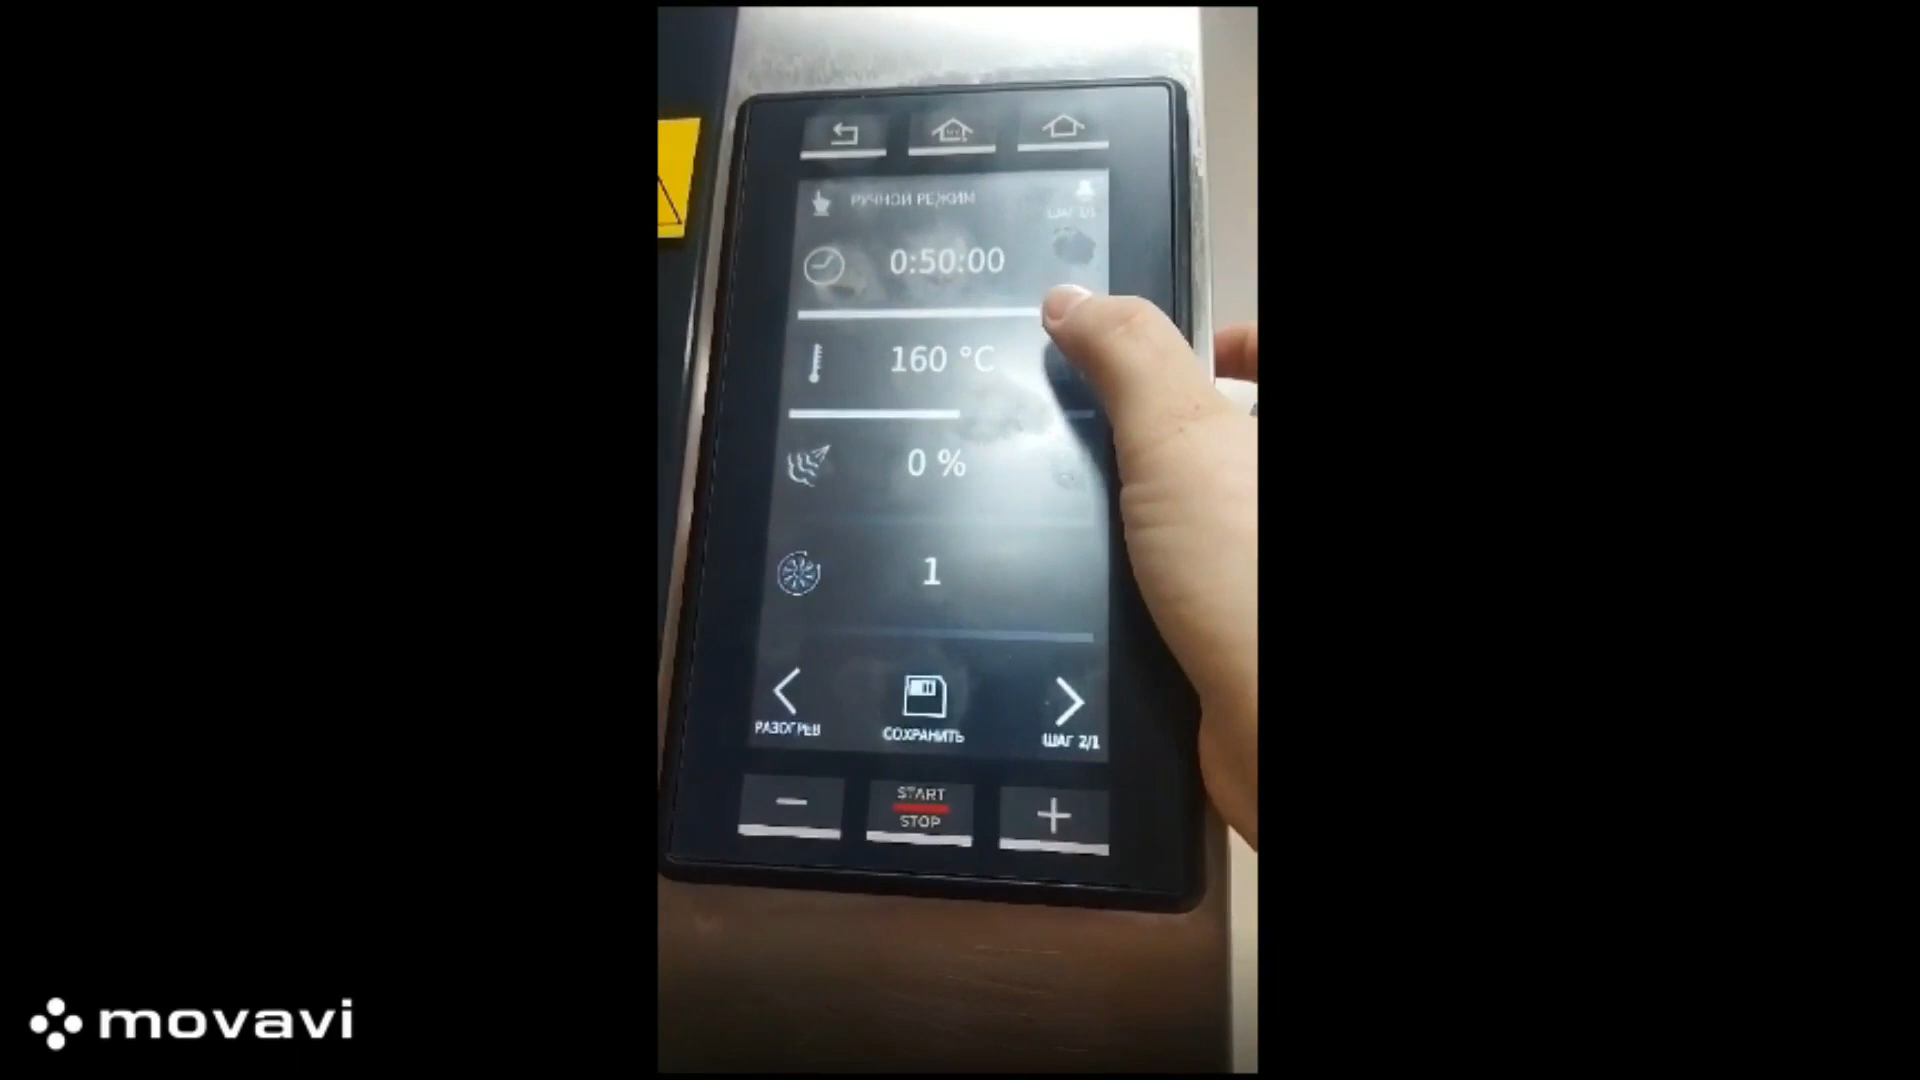 РУЧНОЙ РЕЖИМ
ШАГ 1/1
0:50:00
160 °C
0 %
1
РАЗОГРЕВ
СОХРАНИТЬ
ШАГ 2/1
START
STOP
movavi